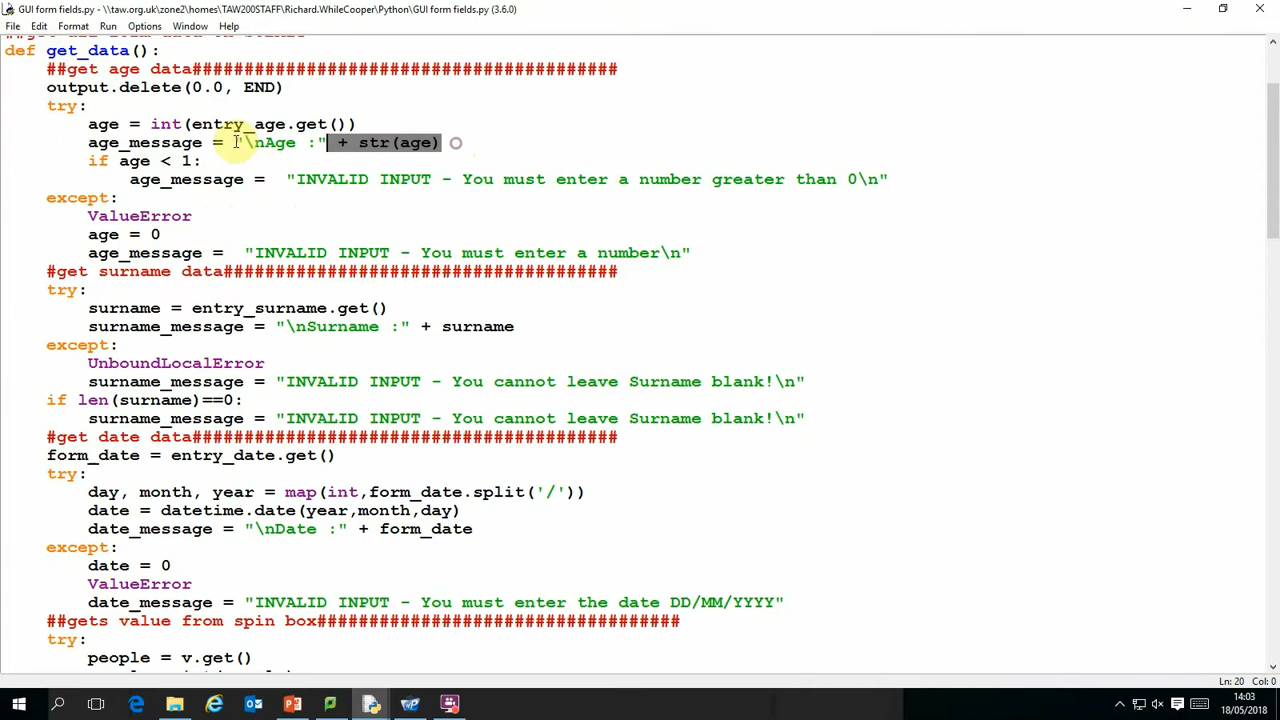 GUI form fields.py - \\taw.org.uk\zone2\homes\TAW200STAFF\Richard.WhileCooper\Python\GUI form fields.py (3.6.0)
File Edit Format Run Options Window Help
def get_data():
##get age data#########################################
output.delete(0.0, END)
try:
age = int(entry_age.get())
age_message = "\nAge :" + str(age)
if age < 1:
age_message =  "INVALID INPUT - You must enter a number greater than 0\n"
except:
ValueError
age = 0
age_message =  "INVALID INPUT - You must enter a number\n"
#get surname data######################################
try:
surname = entry_surname.get()
surname_message = "\nSurname :" + surname
except:
UnboundLocalError
surname_message = "INVALID INPUT - You cannot leave Surname blank!\n"
if len(surname)==0:
surname_message = "INVALID INPUT - You cannot leave Surname blank!\n"
#get date data#########################################
form_date = entry_date.get()
try:
day, month, year = map(int,form_date.split('/'))
date = datetime.date(year,month,day)
date_message = "\nDate :" + form_date
except:
date = 0
ValueError
date_message = "INVALID INPUT - You must enter the date DD/MM/YYYY"
##gets value from spin box###################################
try:
people = v.get()
Ln: 20 Col: 0
14:03
18/05/2018